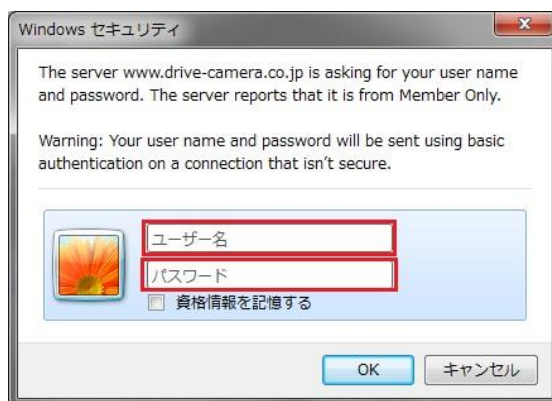 Windows セキュリティ
The server www.drive-camera.co.jp is asking for your user name
and password. The server reports that it is from Member Only.
Warning: Your user name and password will be sent using basic
authentication on a connection that isn't secure.
ユーザー名
パスワード
資格情報を記憶する
OK キャンセル